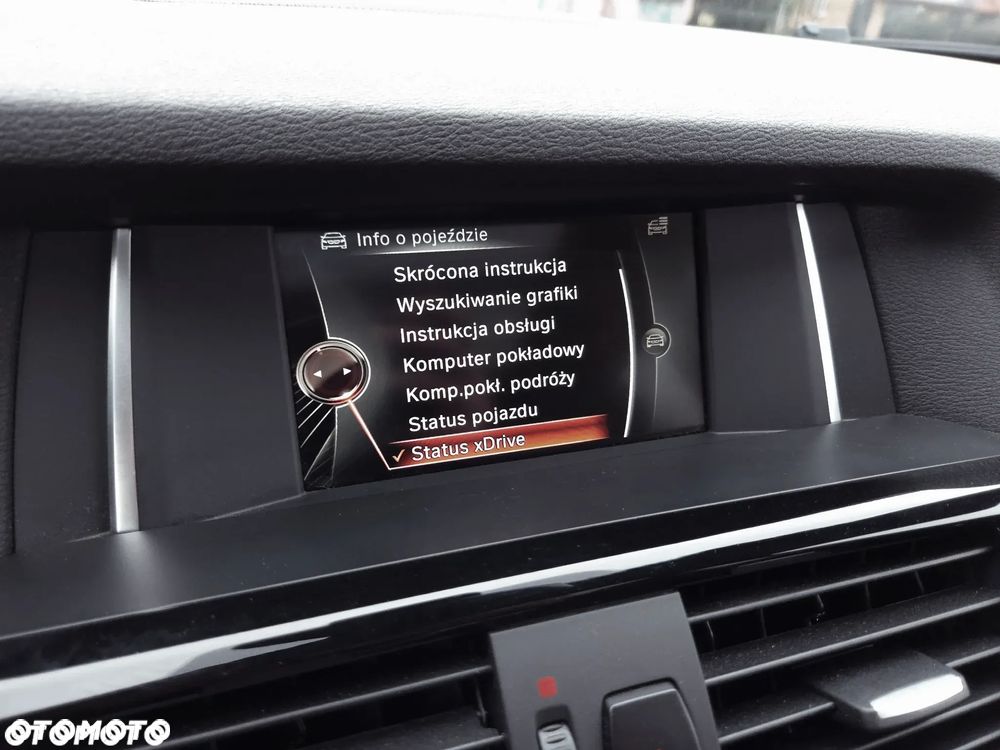 Info o pojeździe
Skrócona instrukcja
Wyszukiwanie grafiki
Instrukcja obsługi
Komputer pokładowy
Komp.pokł. podróży
Status pojazdu
Status xDrive
OTOMOTO